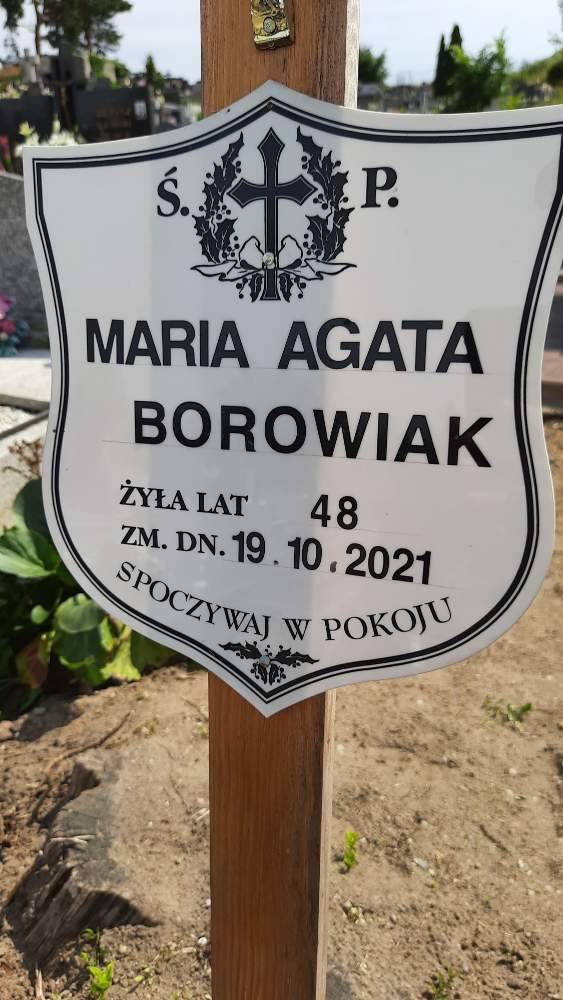 Ś. P.
MARIA AGATA
BOROWIAK
ŻYŁA LAT 48
ZM. DN. 19.10.2021
SPOCZYWAJ W POKOJU